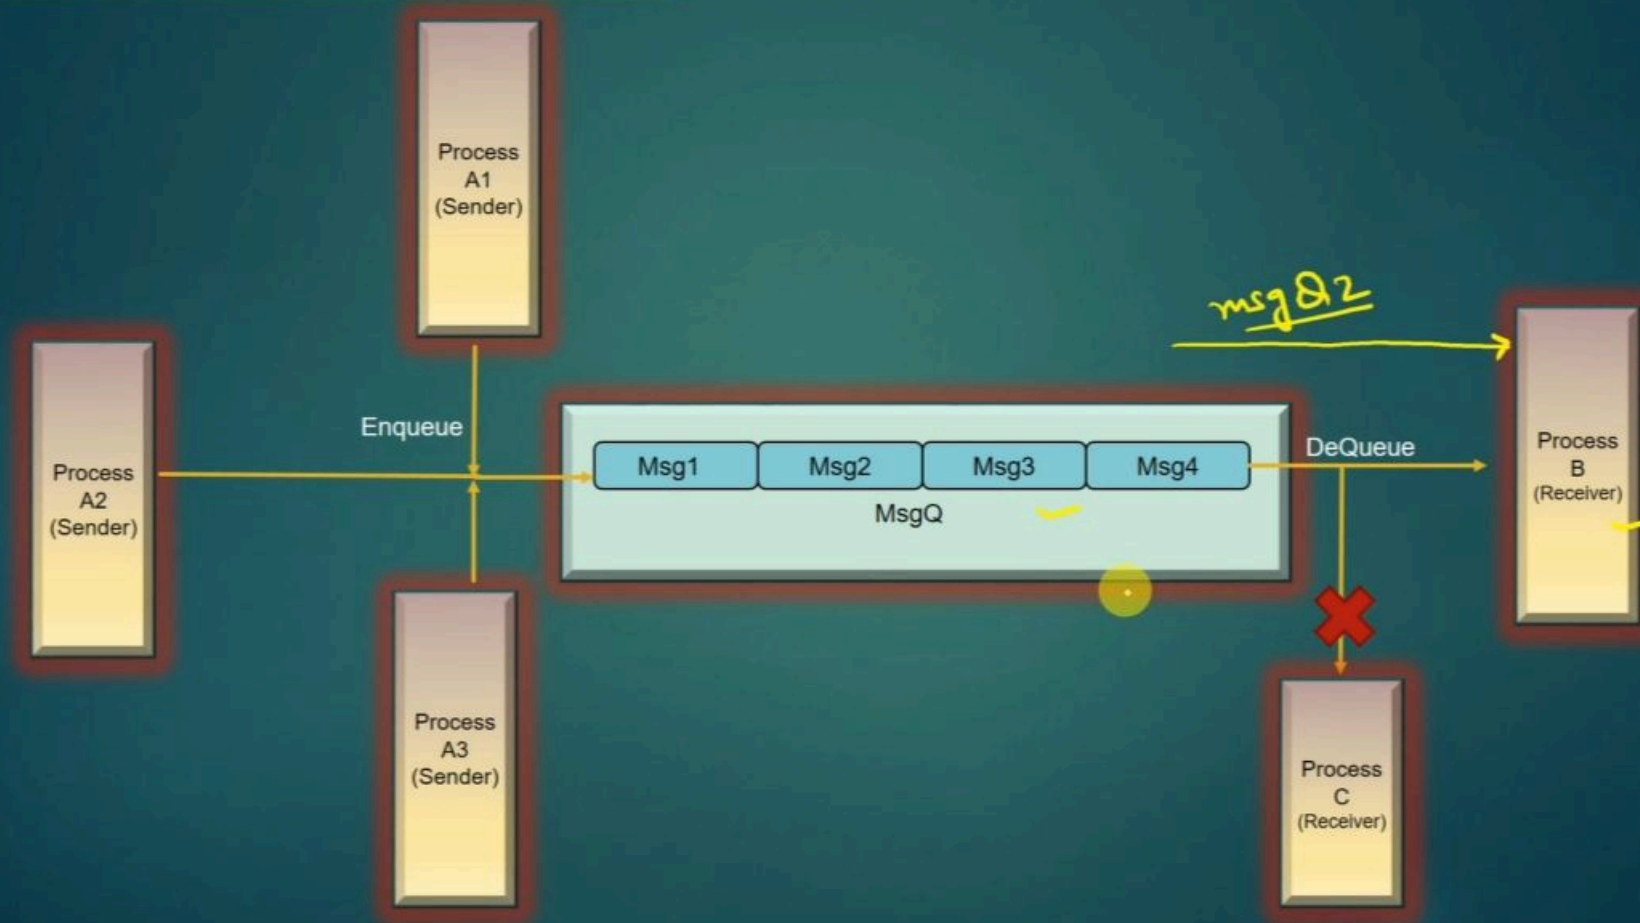 Process
A1
(Sender)
msgQ2
Enqueue
DeQueue
Process
A2
(Sender)
Msg1
Msg2
Msg3
Msg4
MsgQ
Process
B
(Receiver)
Process
A3
(Sender)
Process
C
(Receiver)